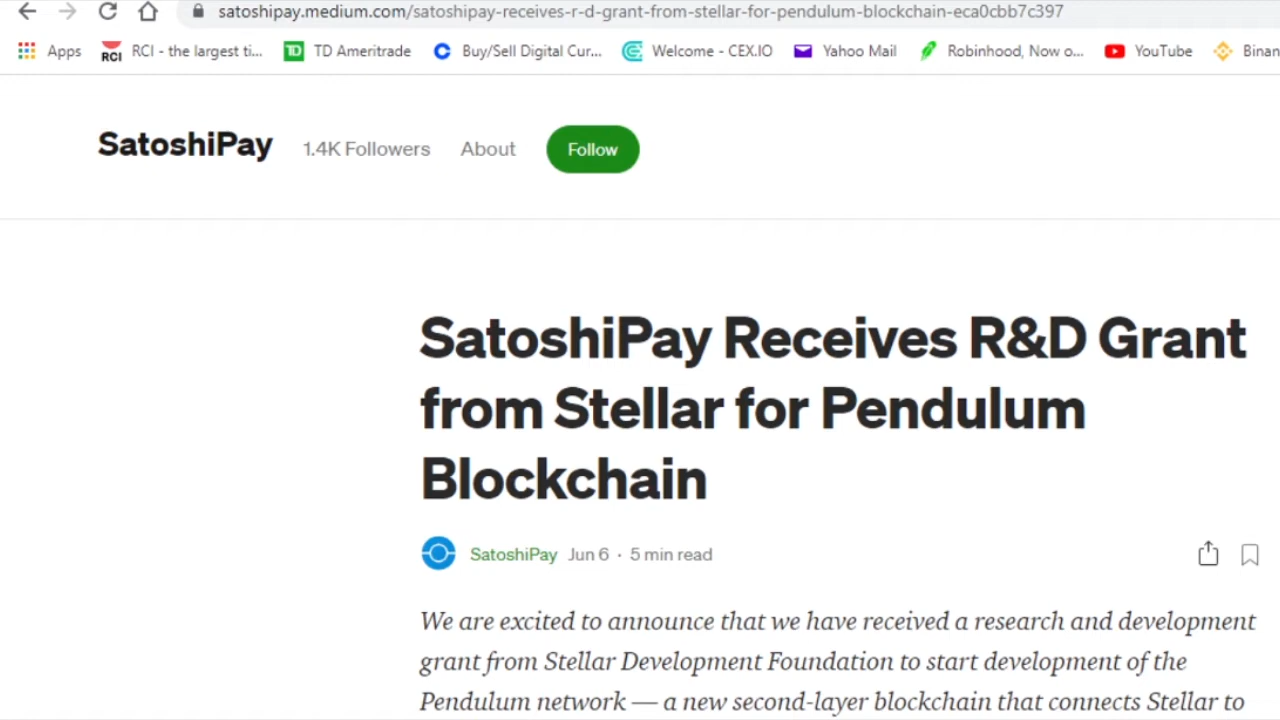 satoshipay.medium.com/satoshipay-receives-r-d-grant-from-stellar-for-pendulum-blockchain-eca0cbb7c397
Apps RCI RCI - the largest ti... TD TD Ameritrade Buy/Sell Digital Cur... Welcome - CEX.IO Yahoo Mail Robinhood, Now o... YouTube Binan
SatoshiPay 1.4K Followers About Follow
SatoshiPay Receives R&D Grant
from Stellar for Pendulum
Blockchain
SatoshiPay Jun 6 · 5 min read
We are excited to announce that we have received a research and development
grant from Stellar Development Foundation to start development of the
Pendulum network — a new second-layer blockchain that connects Stellar to